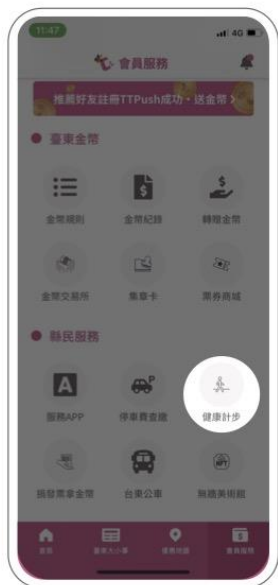 11:47
4G
會員服務
推薦好友註冊TTPush成功，送金幣
臺東金幣
金幣規則 金幣紀錄 轉贈金幣
金幣交易所 集章卡 票券商城
縣民服務
服務APP 停車費查繳 健康計步
捐發票拿金幣 台東公車 無牆美術館
首頁 臺東大小事 優惠地圖 會員服務